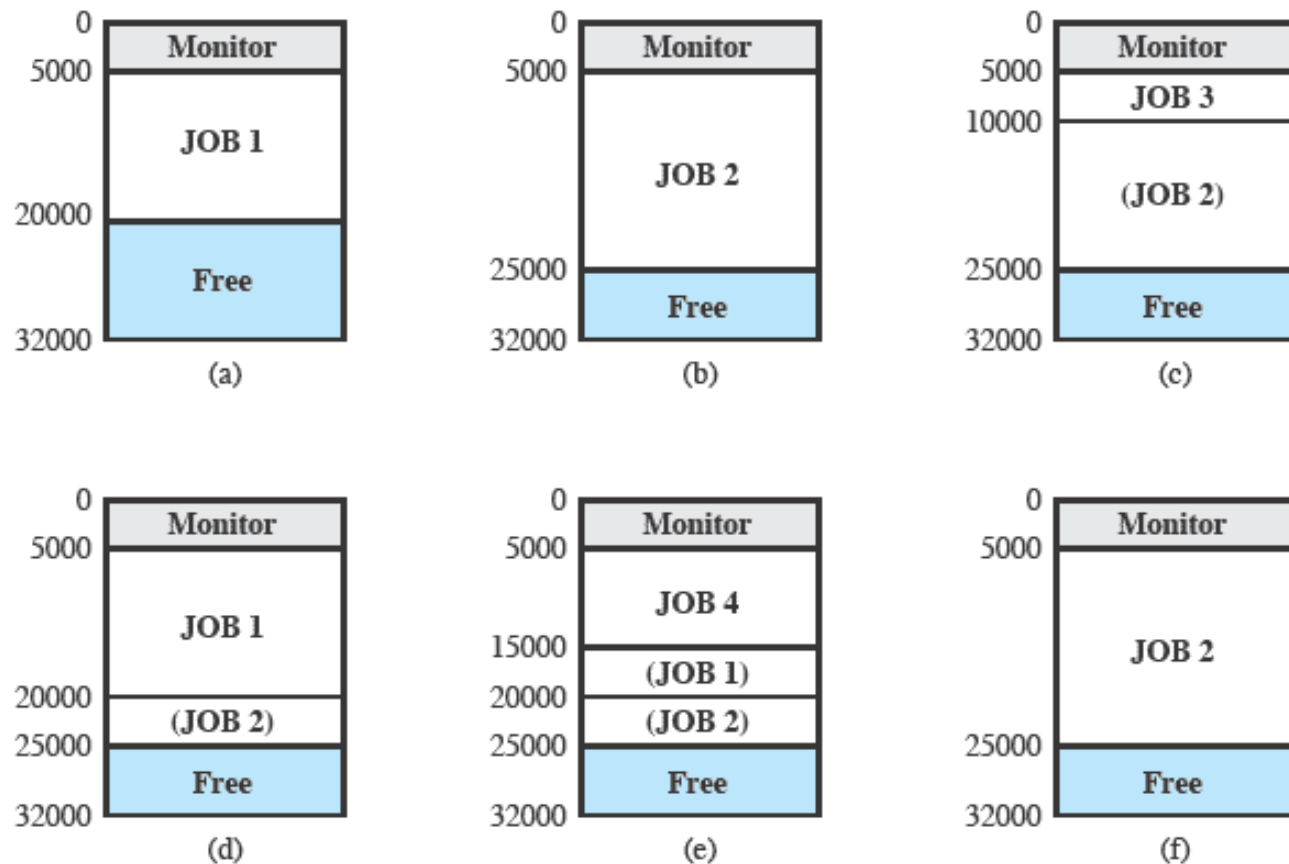 0
Monitor
5000
JOB 1
20000
Free
32000
(a)
0
Monitor
5000
JOB 2
25000
Free
32000
(b)
0
Monitor
5000
JOB 3
10000
(JOB 2)
25000
Free
32000
(c)
0
Monitor
5000
JOB 1
20000
(JOB 2)
25000
Free
32000
(d)
0
Monitor
5000
JOB 4
15000
(JOB 1)
20000
(JOB 2)
25000
Free
32000
(e)
0
Monitor
5000
JOB 2
25000
Free
32000
(f)